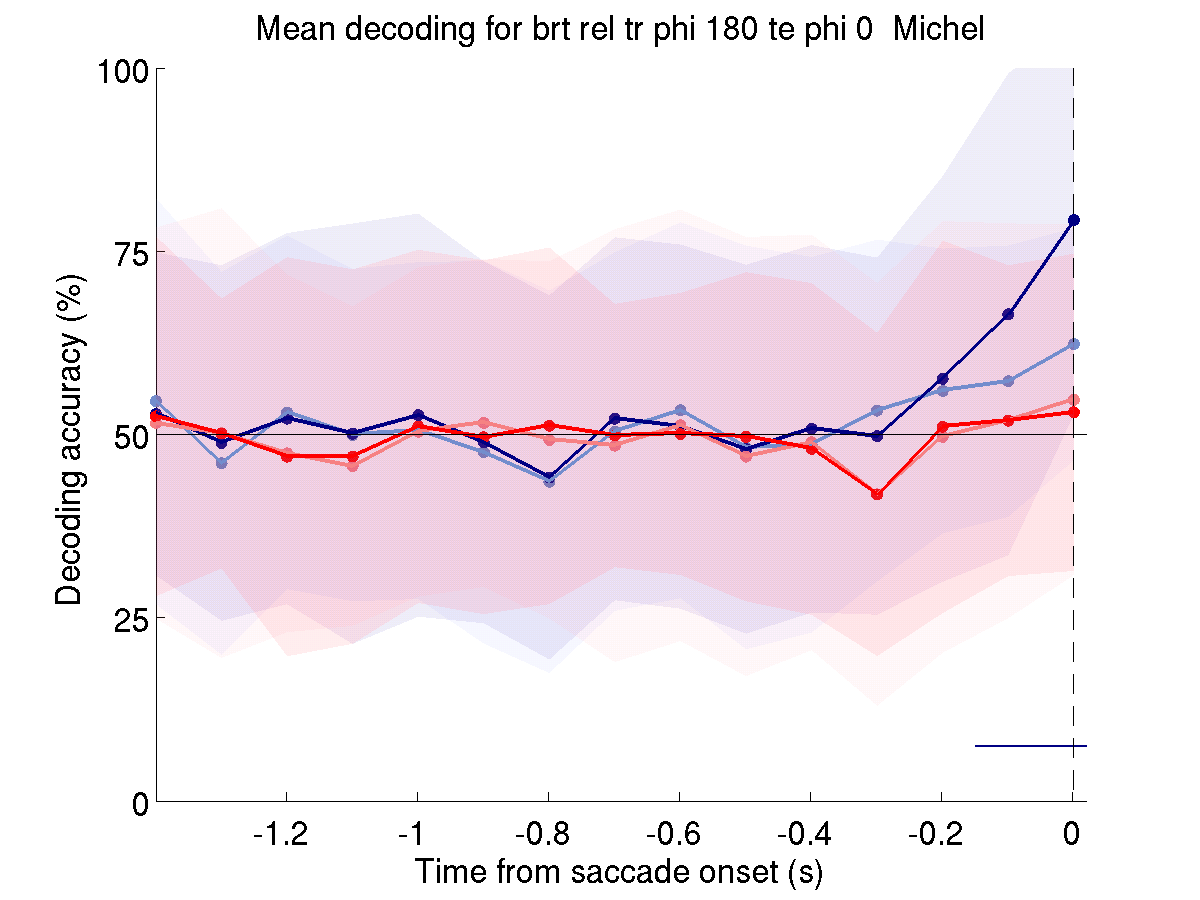 Mean decoding for brt rel tr phi 180 te phi 0  Michel
100
75
50
25
0
Decoding accuracy (%)
-1.2 -1 -0.8 -0.6 -0.4 -0.2 0
Time from saccade onset (s)